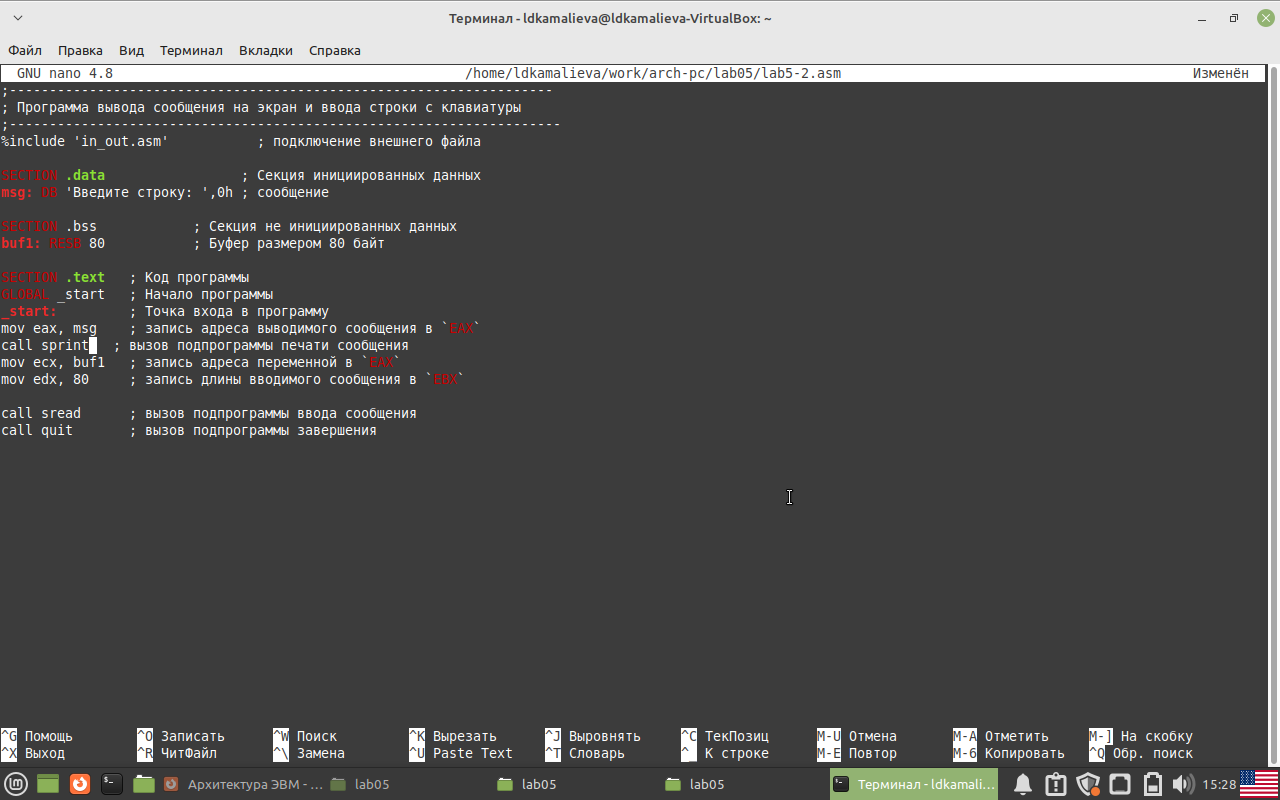 Терминал - ldkamalieva@ldkamalieva-VirtualBox: ~
Файл Правка Вид Терминал Вкладки Справка
GNU nano 4.8 /home/ldkamalieva/work/arch-pc/lab05/lab5-2.asm Изменён
;--------------------------------------------------------------------
; Программа вывода сообщения на экран и ввода строки с клавиатуры
;---------------------------------------------------------------------
%include 'in_out.asm' ; подключение внешнего файла
SECTION .data ; Секция инициированных данных
msg: DB 'Введите строку: ',0h ; сообщение
SECTION .bss ; Секция не инициированных данных
buf1: RESB 80 ; Буфер размером 80 байт
SECTION .text ; Код программы
GLOBAL _start ; Начало программы
_start: ; Точка входа в программу
mov eax, msg ; запись адреса выводимого сообщения в `EAX`
call sprint ; вызов подпрограммы печати сообщения
mov ecx, buf1 ; запись адреса переменной в `EAX`
mov edx, 80 ; запись длины вводимого сообщения в `EBX`
call sread ; вызов подпрограммы ввода сообщения
call quit ; вызов подпрограммы завершения
^G Помощь ^O Записать ^W Поиск ^K Вырезать ^J Выровнять ^C ТекПозиц M-U Отмена M-A Отметить M-] На скобку
^X Выход ^R ЧитФайл ^\ Замена ^U Paste Text ^T Словарь ^_ К строке M-E Повтор M-6 Копировать ^Q Обр. поиск
Архитектура ЭВМ - ... lab05 lab05 lab05 Терминал - ldkamali... 15:28